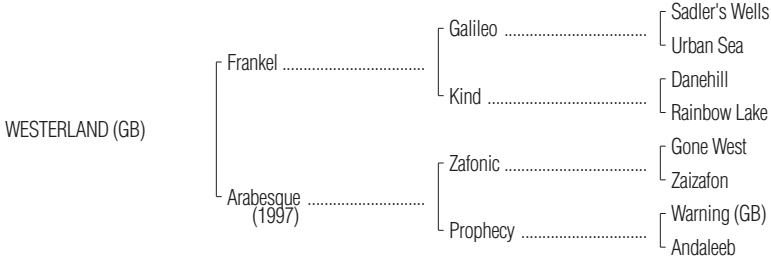 Sadler's Wells
Galileo ........................................
Urban Sea
Frankel ........................................
Danehill
Kind .............................................
Rainbow Lake
WESTERLAND (GB)
Gone West
Zafonic ........................................
Zaizafon
Arabesque .................................
(1997)
Warning (GB)
Prophecy ...................................
Andaleeb